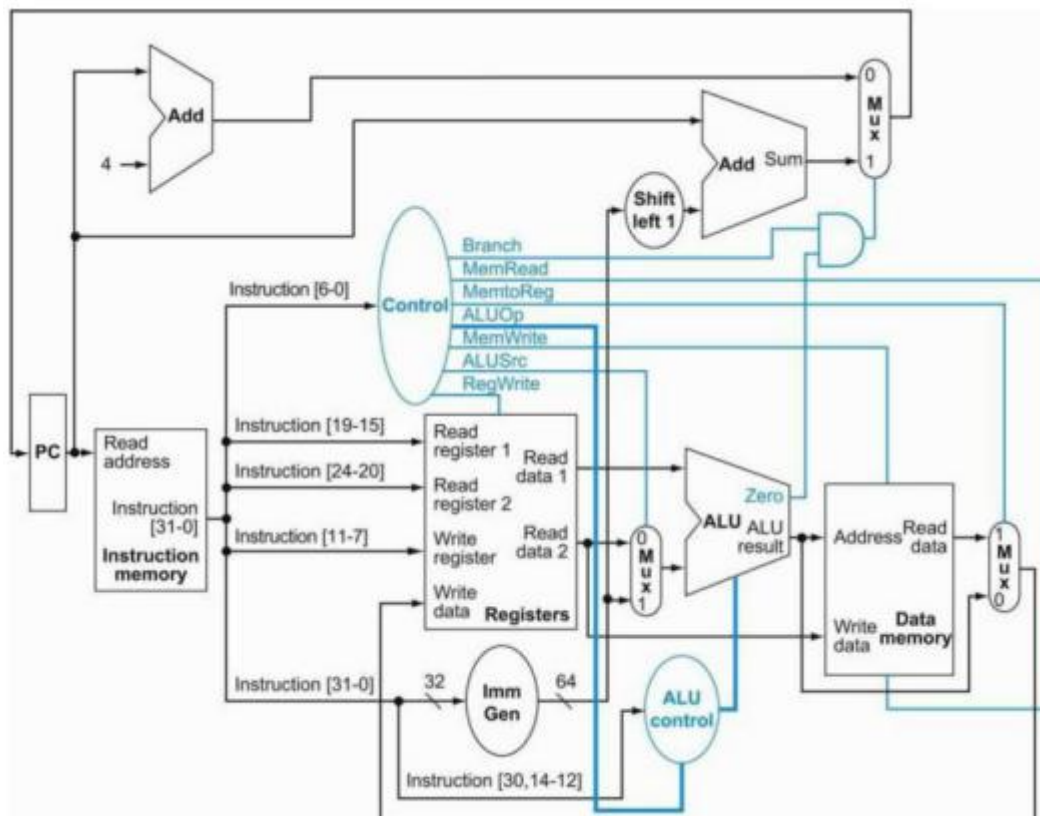 0
M
u
x
1
Add
4
Add Sum
Shift
left 1
Branch
MemRead
MemtoReg
ALUOp
MemWrite
ALUSrc
RegWrite
Control
Instruction [6-0]
PC
Read
address
Instruction
[31-0]
Instruction
memory
Instruction [19-15]
Instruction [24-20]
Instruction [11-7]
Read
register 1
Read
register 2
Write
register
Write
data
Read
data 1
Read
data 2
Registers
0
M
u
x
1
Zero
ALU
ALU
result
Address
Read
data
Write
data
Data
memory
1
M
u
x
0
Instruction [31-0]
32
Imm
Gen
64
ALU
control
Instruction [30,14-12]